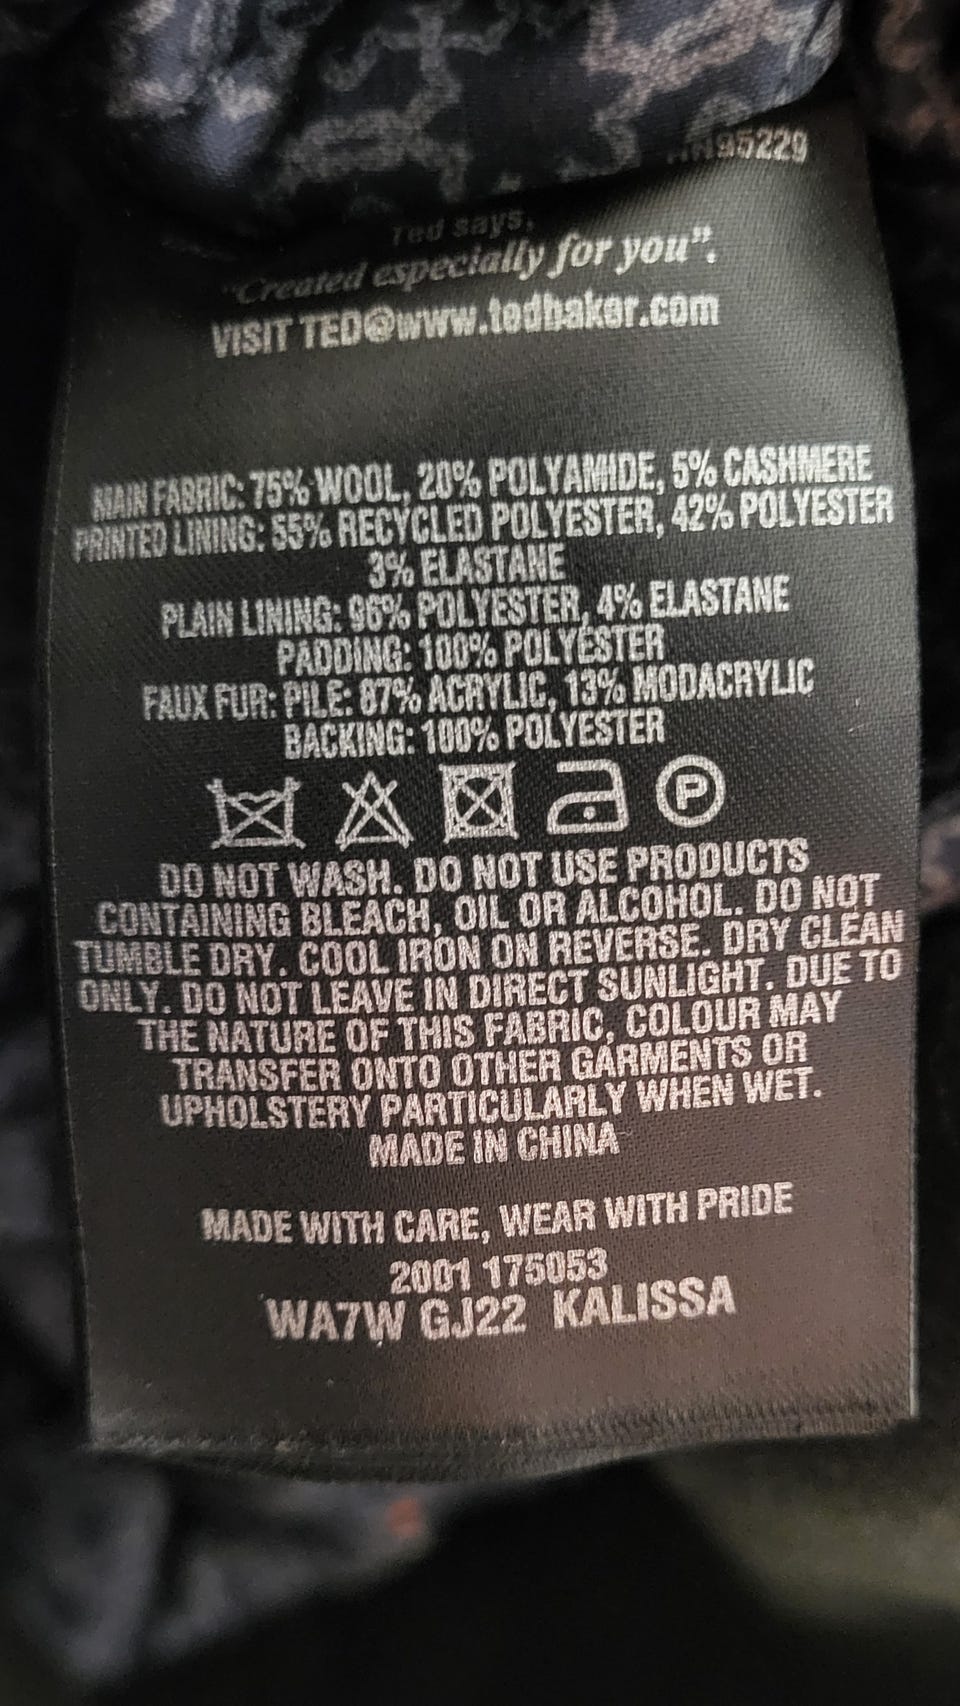 95229
Ted says,
"Created especially for you".
VISIT TED@www.tedbaker.com
MAIN FABRIC: 75% WOOL, 20% POLYAMIDE, 5% CASHMERE
PRINTED LINING: 55% RECYCLED POLYESTER, 42% POLYESTER
3% ELASTANE
PLAIN LINING: 96% POLYESTER, 4% ELASTANE
PADDING: 100% POLYESTER
FAUX FUR: PILE: 87% ACRYLIC, 13% MODACRYLIC
BACKING: 100% POLYESTER
P
DO NOT WASH. DO NOT USE PRODUCTS
CONTAINING BLEACH, OIL OR ALCOHOL. DO NOT
TUMBLE DRY. COOL IRON ON REVERSE. DRY CLEAN
ONLY. DO NOT LEAVE IN DIRECT SUNLIGHT. DUE TO
THE NATURE OF THIS FABRIC, COLOUR MAY
TRANSFER ONTO OTHER GARMENTS OR
UPHOLSTERY PARTICULARLY WHEN WET.
MADE IN CHINA
MADE WITH CARE, WEAR WITH PRIDE
2001 175053
WA7W GJ22 KALISSA